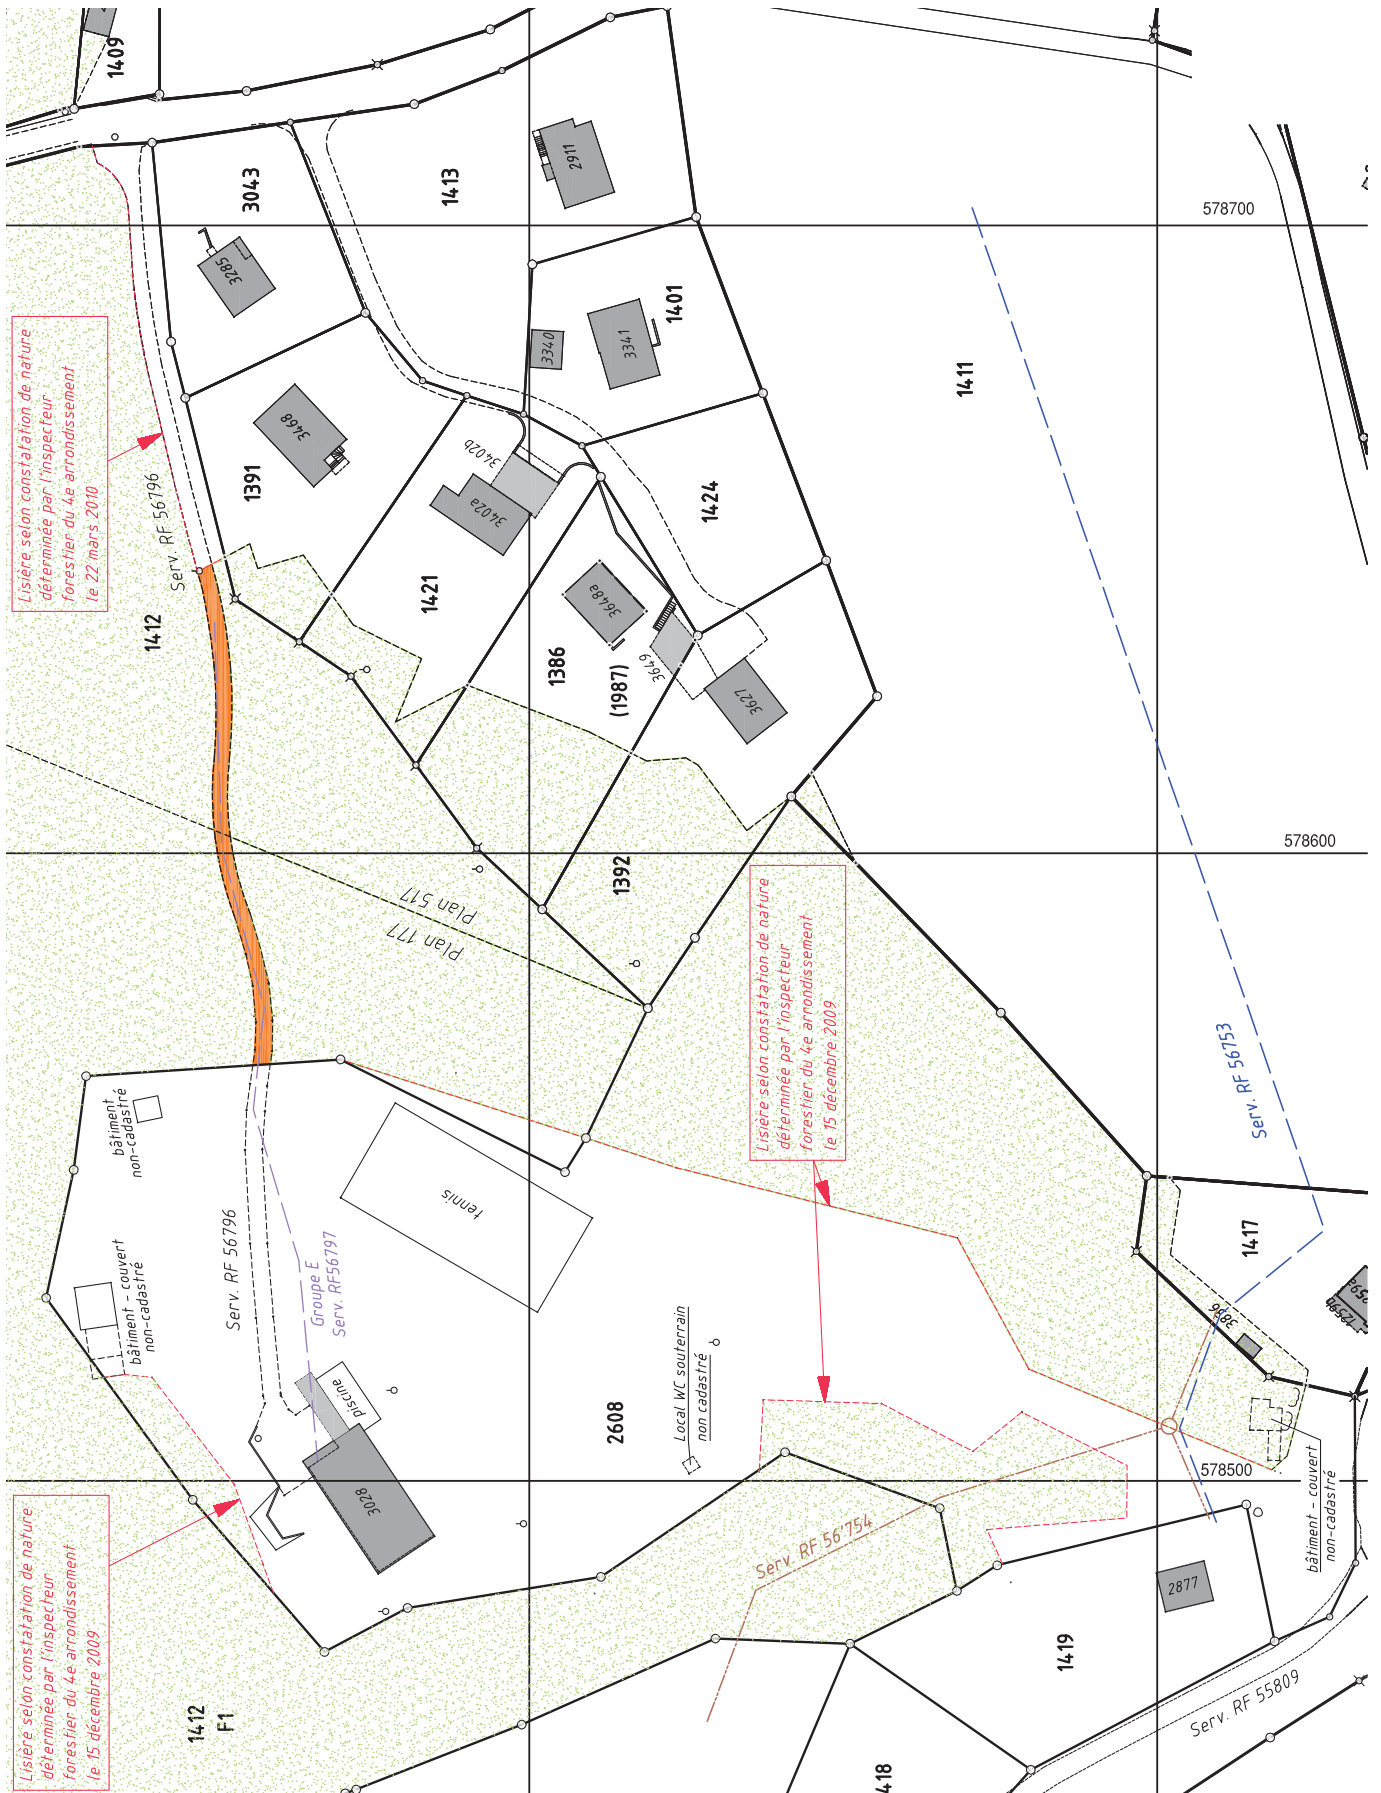 1409
3043
1413
2911
578700
3285
3340
3341
1401
1411
Lisière selon constatation de nature
déterminée par l'inspecteur
forestier du 4e arrondissement
le 22 mars 2010
3468
1391
3402b
3402a
1424
Serv. RF 56796
1412
1421
3648a
1386
(1987)
3649
3627
578600
1392
Plan 517
Plan 177
Lisière selon constatation de nature
déterminée par l'inspecteur
forestier du 4e arrondissement
le 15 décembre 2009
Serv. RF 56753
bâtiment
non-cadastré
tennis
Serv. RF 56796
Groupe E
Serv. RF56797
bâtiment - couvert
non-cadastré
1417
1259b
piscine
2608
Local WC souterrain
non cadastré
578500
3028
Serv. RF 56'754
bâtiment - couvert
non-cadastré
2877
Lisière selon constatation de nature
déterminée par l'inspecteur
forestier du 4e arrondissement
le 15 décembre 2009
1419
Serv. RF 55809
1412
F1
418